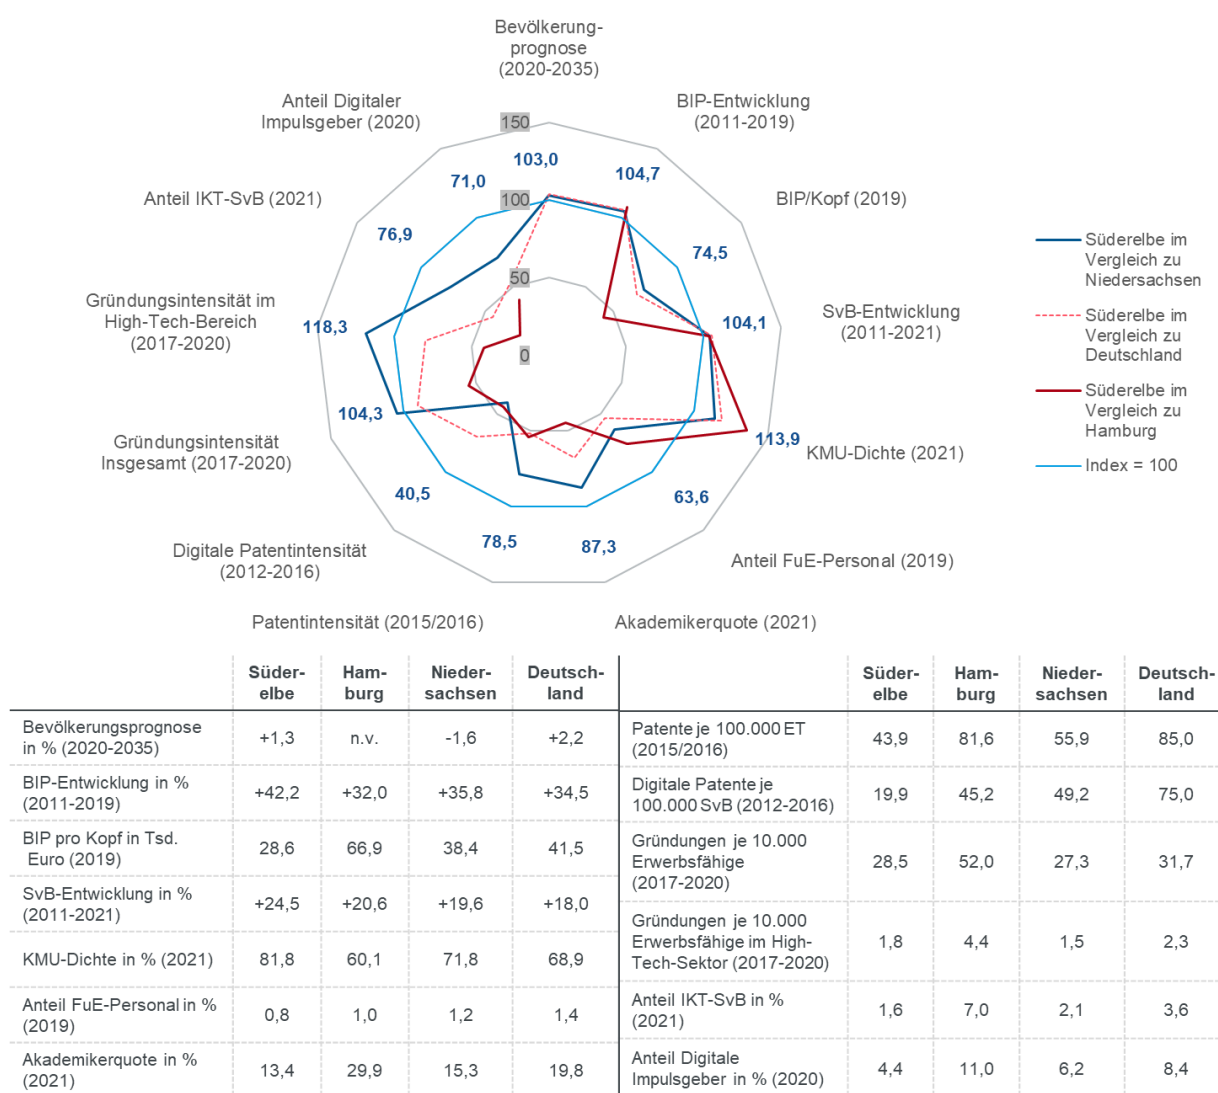 Bevölkerung-
prognose
(2020-2035)
Anteil Digitaler
Impulsgeber (2020)
BIP-Entwicklung
(2011-2019)
150
103,0
104,7
71,0
Anteil IKT-SvB (2021)
100
BIP/Kopf (2019)
76,9
74,5
Süderelbe im
Vergleich zu
Niedersachsen
50
Gründungsintensität im
High-Tech-Bereich
(2017-2020)
118,3
104,1
SvB-Entwicklung
(2011-2021)
Süderelbe im
Vergleich zu
Deutschland
0
Süderelbe im
Vergleich zu
Hamburg
104,3
Gründungsintensität
Insgesamt (2017-2020)
113,9
KMU-Dichte (2021)
Index = 100
40,5
63,6
78,5
87,3
Digitale Patentintensität
(2012-2016)
Anteil FuE-Personal (2019)
Patentintensität (2015/2016)
Akademikerquote (2021)
Süder-
elbe
Ham-
burg
Nieder-
sachsen
Deutsch-
land
Bevölkerungsprognose
in % (2020-2035)
+1,3
n.v.
-1,6
+2,2
BIP-Entwicklung in %
(2011-2019)
+42,2
+32,0
+35,8
+34,5
BIP pro Kopf in Tsd.
Euro (2019)
28,6
66,9
38,4
41,5
SvB-Entwicklung in %
(2011-2021)
+24,5
+20,6
+19,6
+18,0
KMU-Dichte in % (2021)
81,8
60,1
71,8
68,9
Anteil FuE-Personal in %
(2019)
0,8
1,0
1,2
1,4
Akademikerquote in %
(2021)
13,4
29,9
15,3
19,8
Süder-
elbe
Ham-
burg
Nieder-
sachsen
Deutsch-
land
Patente je 100.000 ET
(2015/2016)
43,9
81,6
55,9
85,0
Digitale Patente je
100.000 SvB (2012-2016)
19,9
45,2
49,2
75,0
Gründungen je 10.000
Erwerbsfähige
(2017-2020)
28,5
52,0
27,3
31,7
Gründungen je 10.000
Erwerbsfähige im High-
Tech-Sektor (2017-2020)
1,8
4,4
1,5
2,3
Anteil IKT-SvB in %
(2021)
1,6
7,0
2,1
3,6
Anteil Digitale
Impulsgeber in % (2020)
4,4
11,0
6,2
8,4